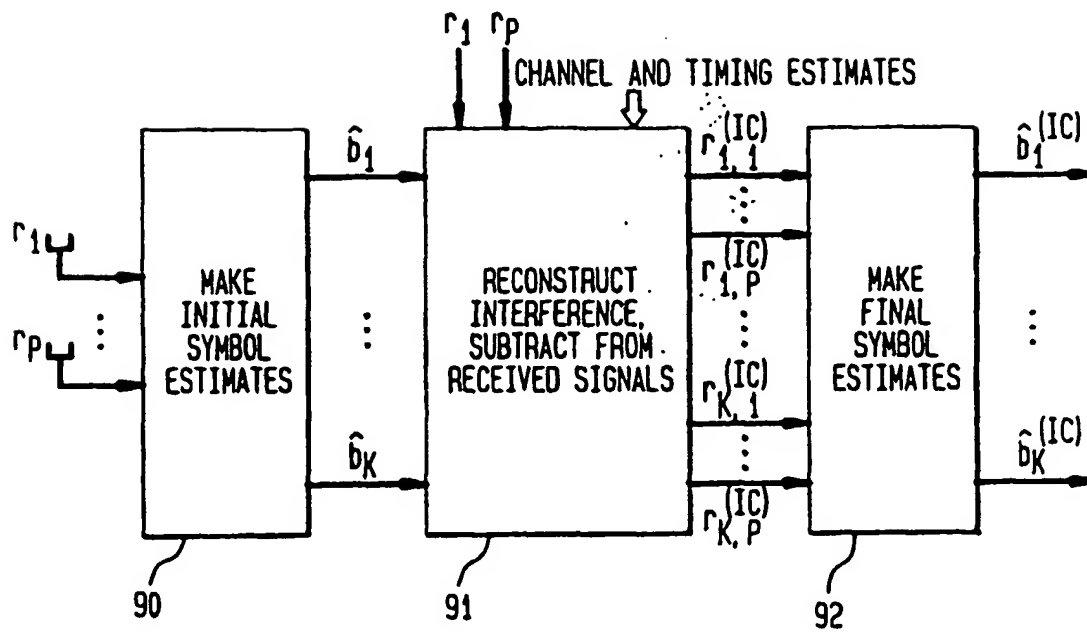 r1 rP
CHANNEL AND TIMING ESTIMATES
r1
⋮
rP
MAKE
INITIAL
SYMBOL
ESTIMATES
b̂1
⋮
b̂K
RECONSTRUCT
INTERFERENCE,
SUBTRACT FROM
RECEIVED SIGNALS
r1,1(IC)
⋮
r1,P(IC)
⋮
rK,1(IC)
⋮
rK,P(IC)
MAKE
FINAL
SYMBOL
ESTIMATES
b̂1(IC)
⋮
b̂K(IC)
90
91
92